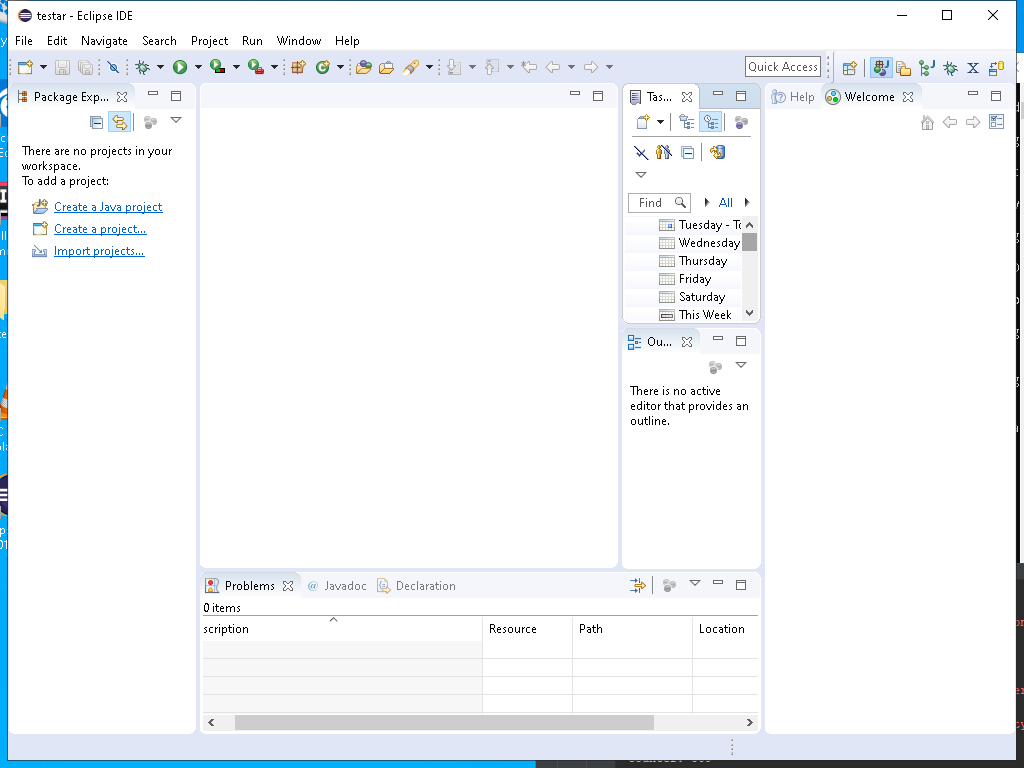 testar - Eclipse IDE
File Edit Navigate Search Project Run Window Help
Quick Access
Package Exp...
There are no projects in your
workspace.
To add a project:
Create a Java project
Create a project...
Import projects...
Tas...
Find
All
Tuesday - To
Wednesday
Thursday
Friday
Saturday
This Week
Ou...
There is no active
editor that provides an
outline.
Help Welcome
Problems @ Javadoc Declaration
0 items
scription Resource Path Location